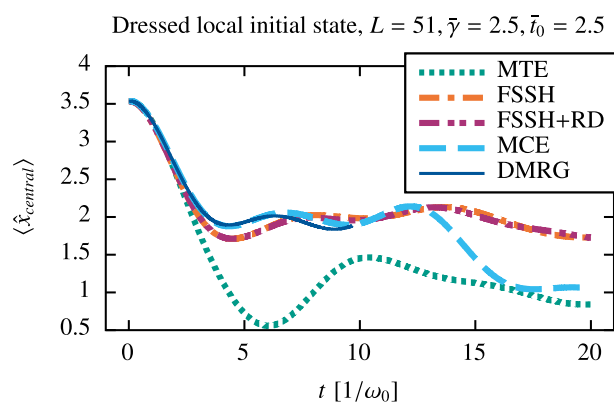 Dressed local initial state, L = 51, γ̄ = 2.5, t̄₀ = 2.5
MTE
FSSH
FSSH+RD
MCE
DMRG
⟨x̂_central⟩
4
3.5
3
2.5
2
1.5
1
0.5
0 5 10 15 20
t [1/ω₀]